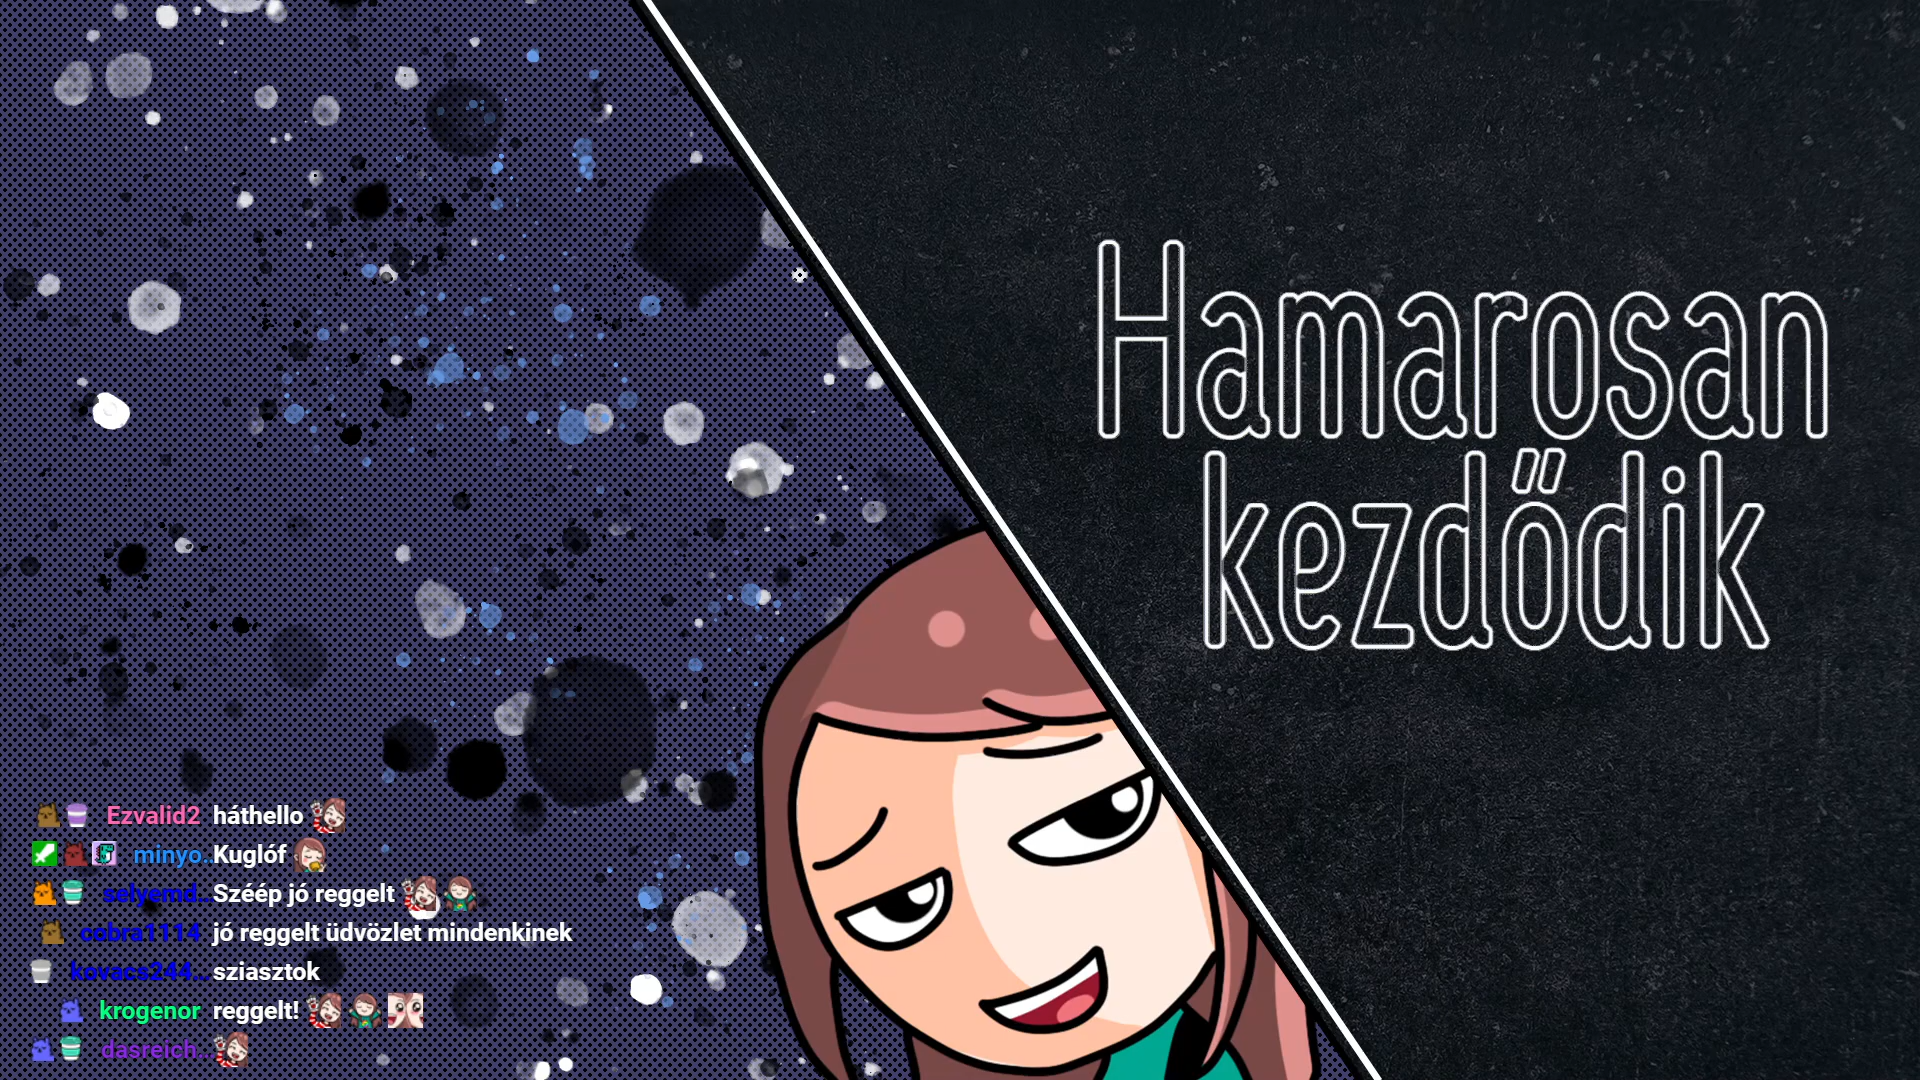 Hamarosan
kezdődik
Ezvalid2 háthello
minyo.. Kuglóf
selyemd.. Széép jó reggelt
cobra1114 jó reggelt üdvözlet mindenkinek
kovacs244... sziasztok
krogenor reggelt!
dasreich...